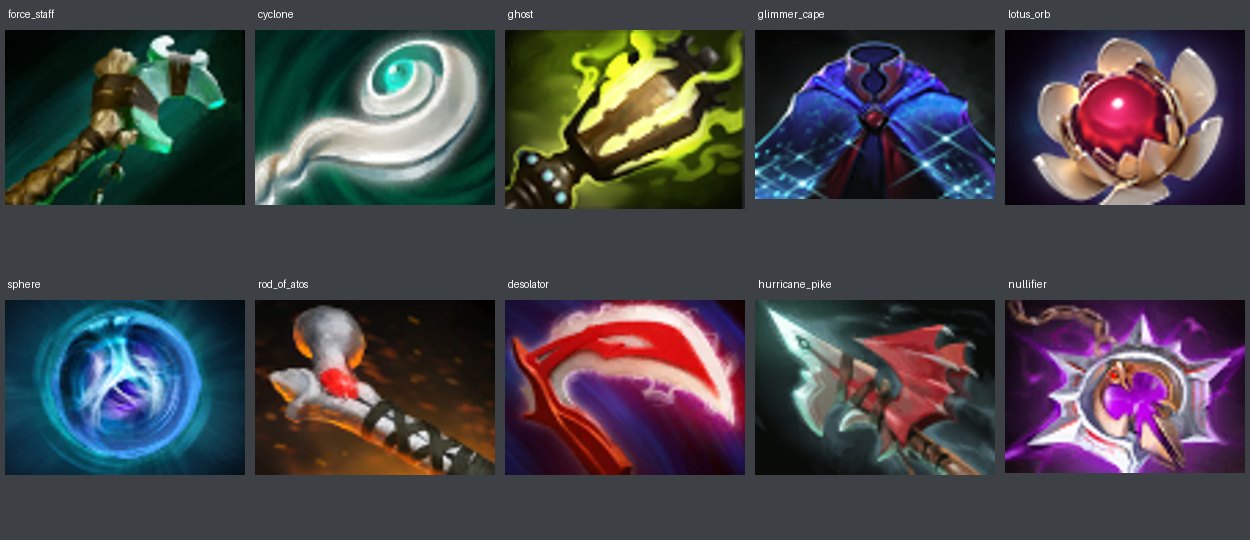 force_staff
cyclone
ghost
glimmer_cape
lotus_orb
sphere
rod_of_atos
desolator
hurricane_pike
nullifier